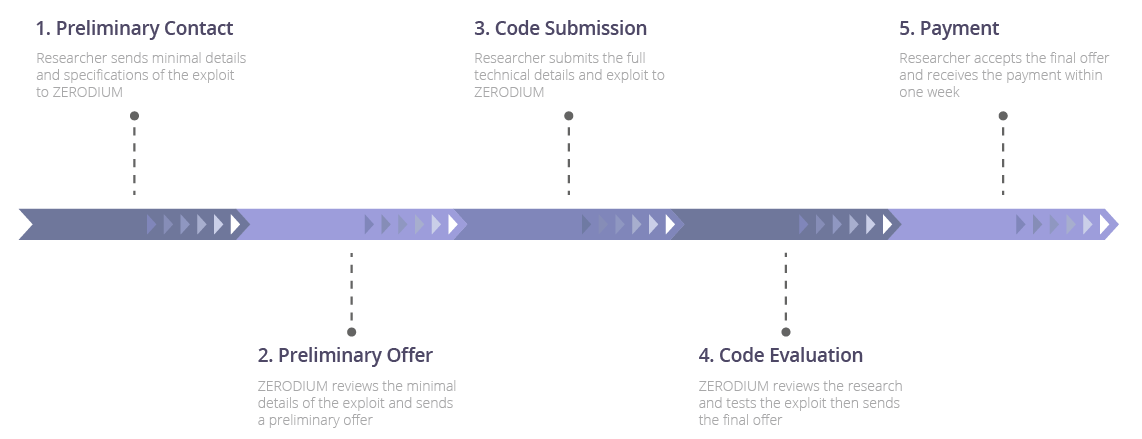 1. Preliminary Contact
Researcher sends minimal details
and specifications of the exploit
to ZERODIUM
2. Preliminary Offer
ZERODIUM reviews the minimal
details of the exploit and sends
a preliminary offer
3. Code Submission
Researcher submits the full
technical details and exploit to
ZERODIUM
4. Code Evaluation
ZERODIUM reviews the research
and tests the exploit then sends
the final offer
5. Payment
Researcher accepts the final offer
and receives the payment within
one week